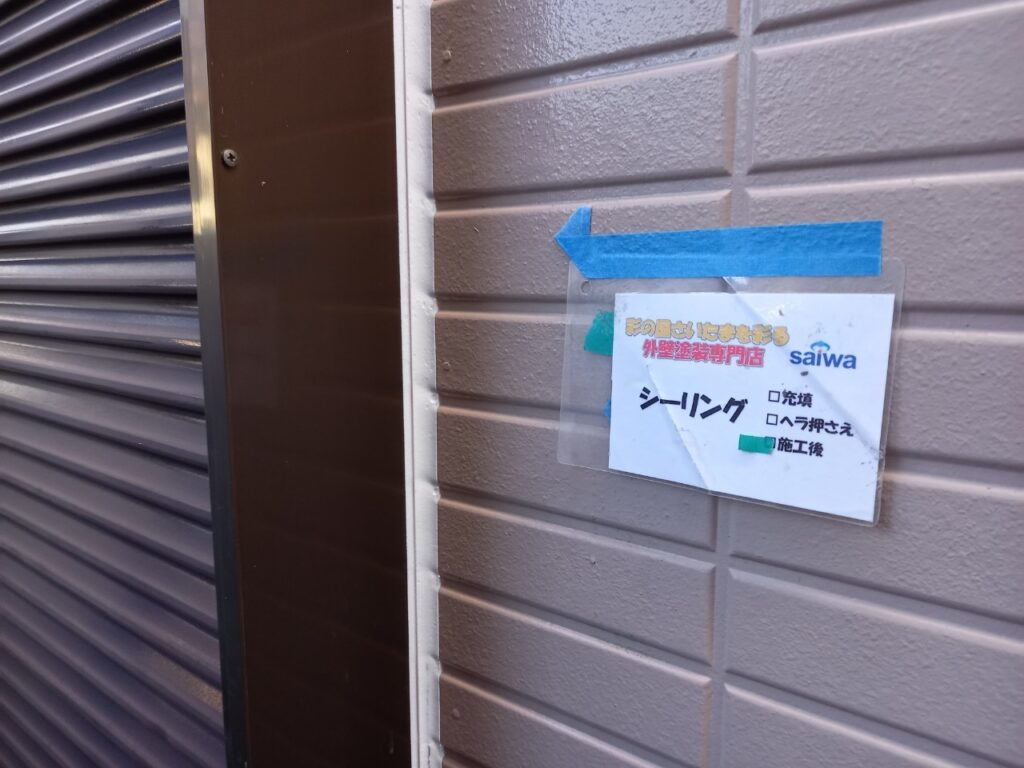 彩の国さいたまを彩る
外壁塗装専門店
saiwa
シーリング
□充填
□ヘラ押さえ
□施工後